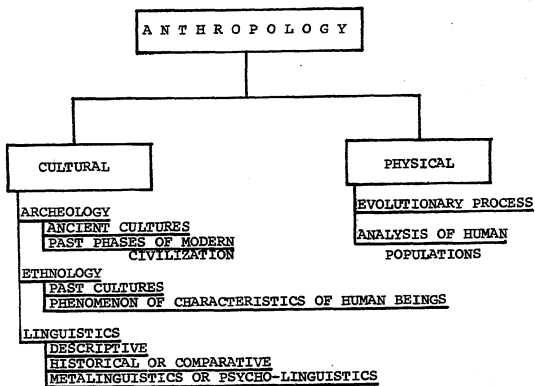 ANTHROPOLOGY
CULTURAL
ARCHEOLOGY
ANCIENT CULTURES
PAST PHASES OF MODERN
CIVILIZATION
ETHNOLOGY
PAST CULTURES
PHENOMENON OF CHARACTERISTICS OF HUMAN BEINGS
LINGUISTICS
DESCRIPTIVE
HISTORICAL OR COMPARATIVE
METALINGUISTICS OR PSYCHO-LINGUISTICS
PHYSICAL
EVOLUTIONARY PROCESS
ANALYSIS OF HUMAN
POPULATIONS